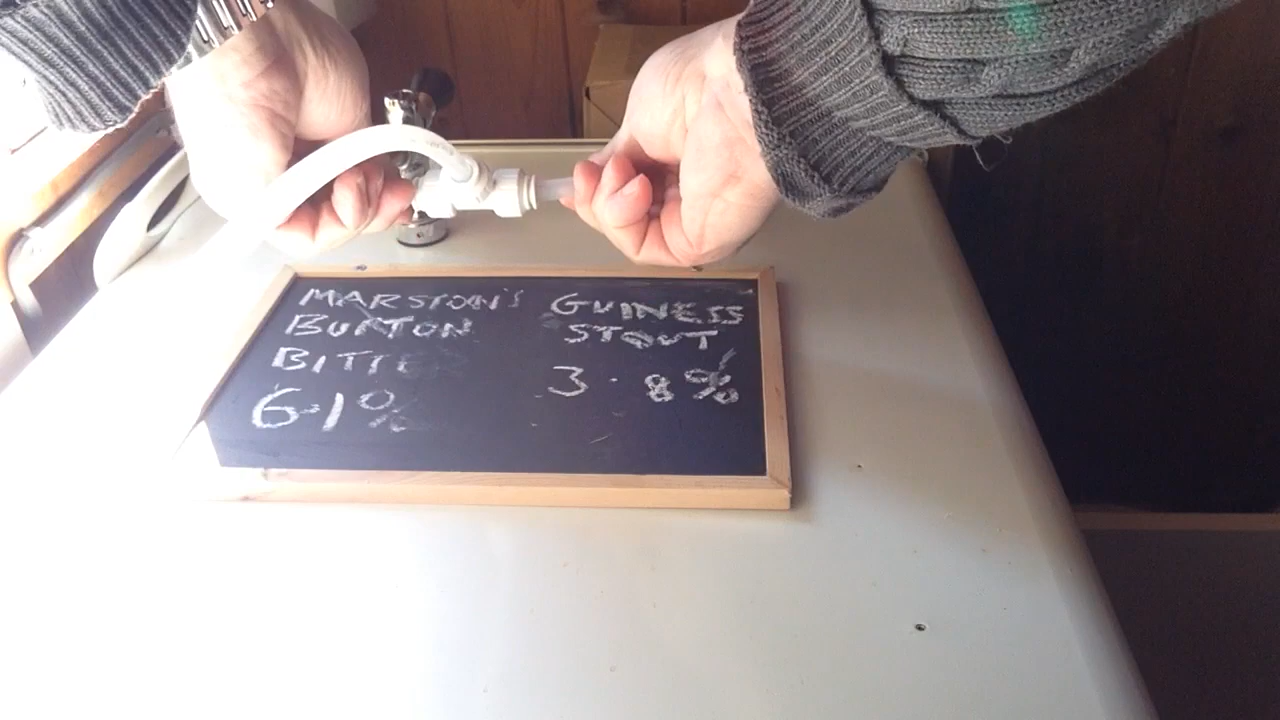 MARSTON'S
BURTON
BITTER
6.1%
GUINESS
STOUT
3.8%